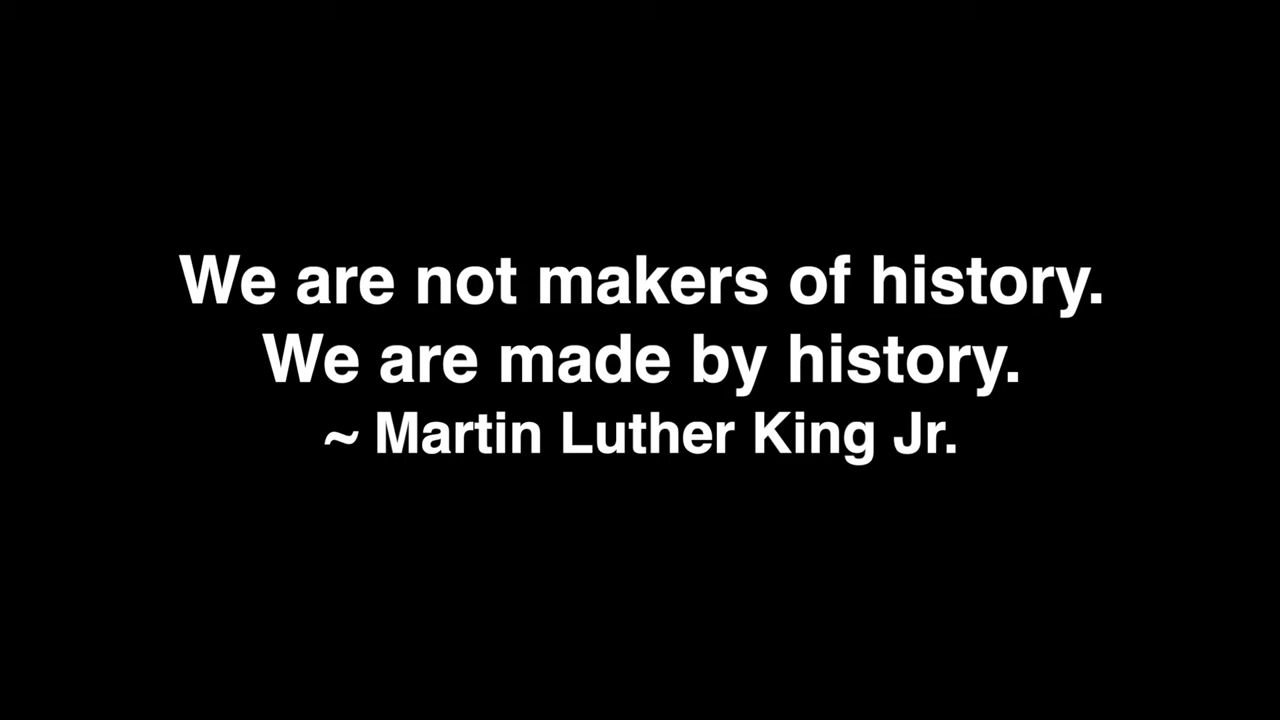 We are not makers of history.
We are made by history.
~ Martin Luther King Jr.